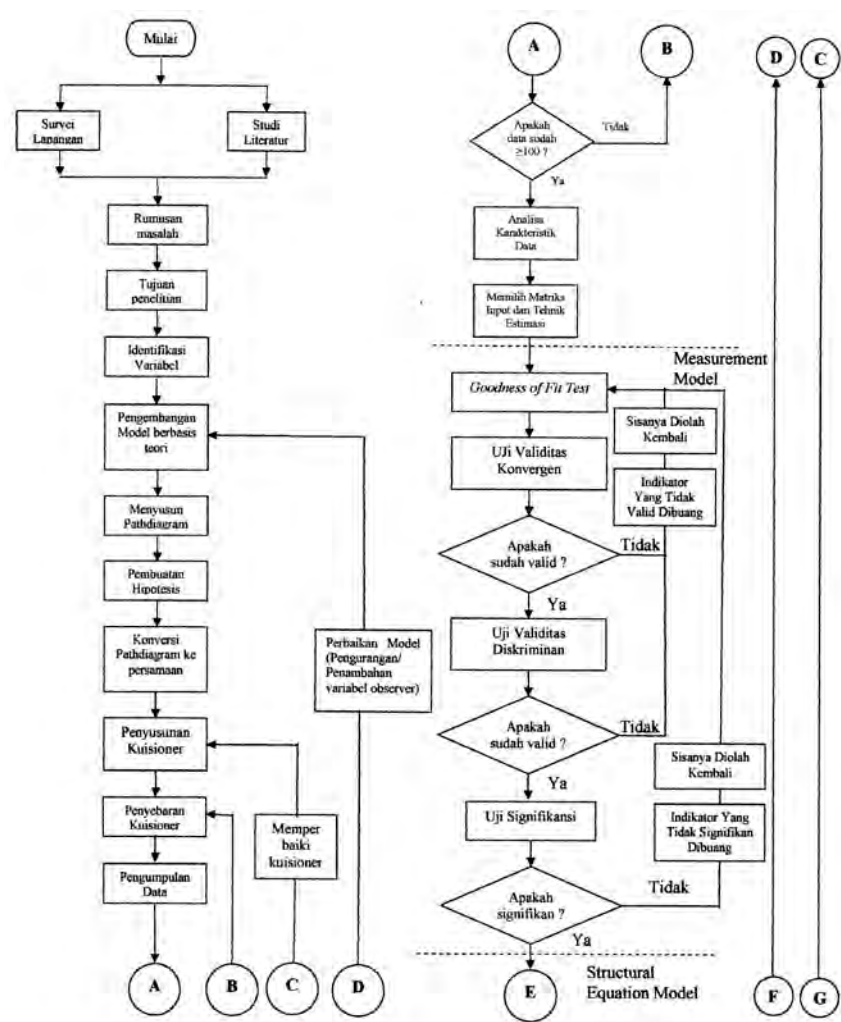 Mulai
Survei
Lapangan
Studi
Literatur
Rumusan
masalah
Tujuan
penelitian
Identifikasi
Variabel
Pengembangan
Model berbasis
teori
Menyusun
Pathdiagram
Pembuatan
Hipotesis
Konversi
Pathdiagram ke
persamaan
Penyusunan
Kuisioner
Penyebaran
Kuisioner
Pengumpulan
Data
Memper
baiki
kuisioner
Perbaikan Model
(Pengurangan/
Penambahan
variabel observer)
A
B
C
D
A
B
Apakah
data sudah
≥100 ?
Tidak
Ya
Analisa
Karakteristik
Data
Memilih Matriks
Input dan Tehnik
Estimasi
Measurement
Model
Goodness of Fit Test
Sisanya Diolah
Kembali
UJi Validitas
Konvergen
Indikator
Yang Tidak
Valid Dibuang
Apakah
sudah valid ?
Tidak
Ya
Uji Validitas
Diskriminan
Apakah
sudah valid ?
Tidak
Ya
Sisanya Diolah
Kembali
Uji Signifikansi
Indikator Yang
Tidak Signifikan
Dibuang
Apakah
signifikan ?
Tidak
Ya
E
Structural
Equation Model
D
C
F
G